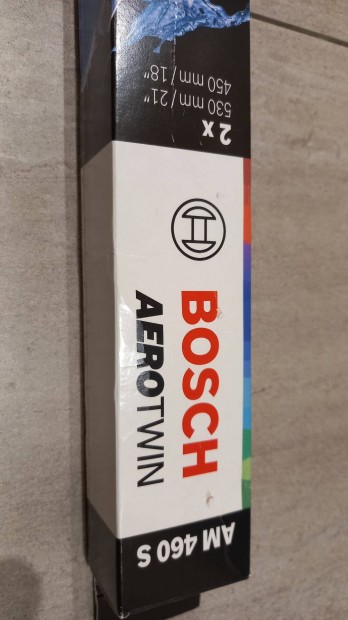 2 x
530 mm / 21"
450 mm / 18"
BOSCH
AEROTWIN
AM 460 S